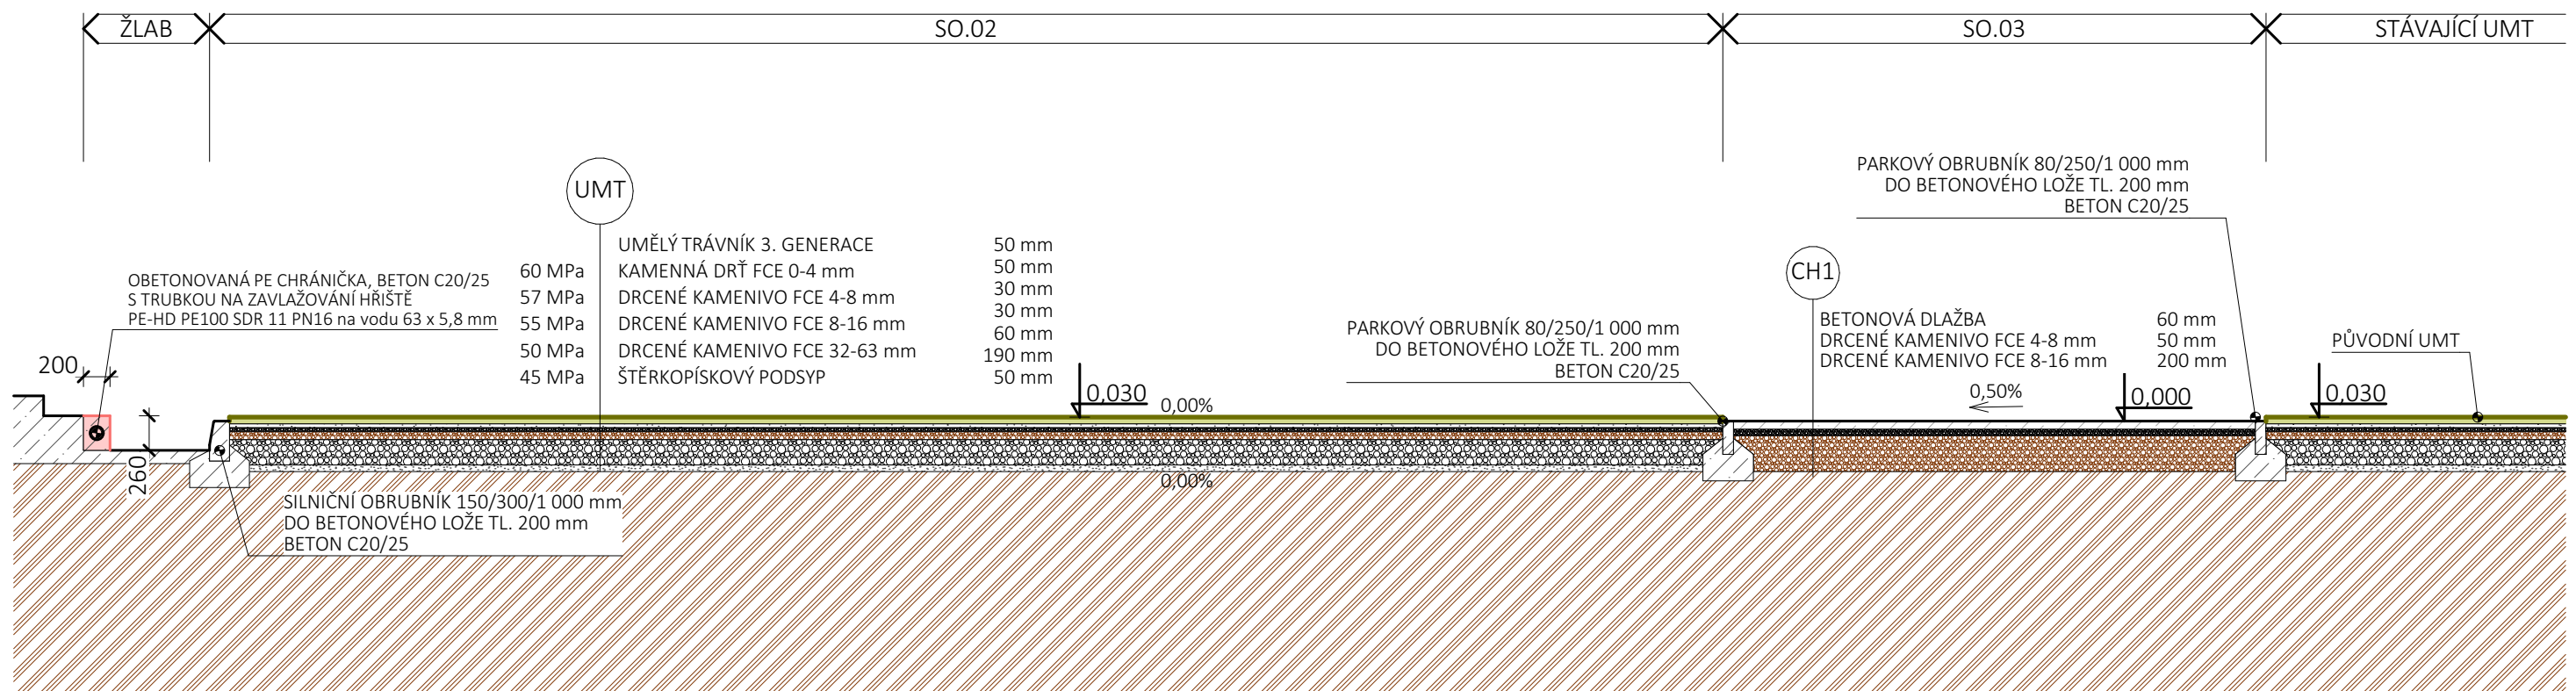 ŽLAB
SO.02
SO.03
STÁVAJÍCÍ UMT
UMT
UMĚLÝ TRÁVNÍK 3. GENERACE 50 mm
60 MPa KAMENNÁ DRŤ FCE 0-4 mm 50 mm
57 MPa DRCENÉ KAMENIVO FCE 4-8 mm 30 mm
30 mm
55 MPa DRCENÉ KAMENIVO FCE 8-16 mm 60 mm
50 MPa DRCENÉ KAMENIVO FCE 32-63 mm 190 mm
45 MPa ŠTĚRKOPÍSKOVÝ PODSYP 50 mm
OBETONOVANÁ PE CHRÁNIČKA, BETON C20/25
S TRUBKOU NA ZAVLAŽOVÁNÍ HŘIŠTĚ
PE-HD PE100 SDR 11 PN16 na vodu 63 x 5,8 mm
200
260
SILNIČNÍ OBRUBNÍK 150/300/1 000 mm
DO BETONOVÉHO LOŽE TL. 200 mm
BETON C20/25
0,030
0,00%
0,00%
PARKOVÝ OBRUBNÍK 80/250/1 000 mm
DO BETONOVÉHO LOŽE TL. 200 mm
BETON C20/25
PARKOVÝ OBRUBNÍK 80/250/1 000 mm
DO BETONOVÉHO LOŽE TL. 200 mm
BETON C20/25
CH1
BETONOVÁ DLAŽBA 60 mm
DRCENÉ KAMENIVO FCE 4-8 mm 50 mm
DRCENÉ KAMENIVO FCE 8-16 mm 200 mm
0,50%
0,000
PŮVODNÍ UMT
0,030